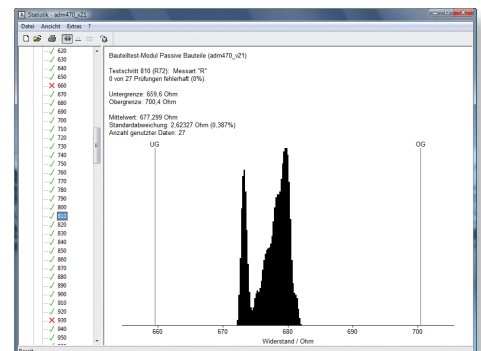 Statistik - adm470_v21
Datei Ansicht Extras ?
620
630
640
650
660
670
680
690
700
710
720
730
740
750
760
770
780
790
800
810
820
830
840
850
860
870
880
890
900
910
920
930
940
950
Bauteiltest-Modul Passive Bauteile (adm470_v21)
Testschritt 810 (R72): Messart "R"
0 von 27 Prüfungen fehlerhaft (0%).
Untergrenze: 659,6 Ohm
Obergrenze: 700,4 Ohm
Mittelwert: 677,299 Ohm
Standardabweichung: 2,62327 Ohm (0,387%)
Anzahl genutzter Daten: 27
UG OG
660 670 680 690 700
Widerstand / Ohm
Bereit